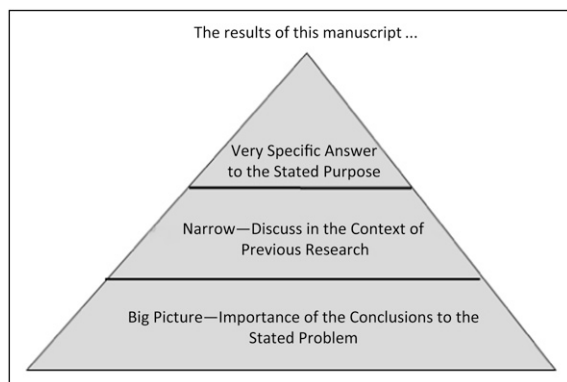 The results of this manuscript ...
Very Specific Answer
to the Stated Purpose
Narrow—Discuss in the Context of
Previous Research
Big Picture—Importance of the Conclusions to the
Stated Problem